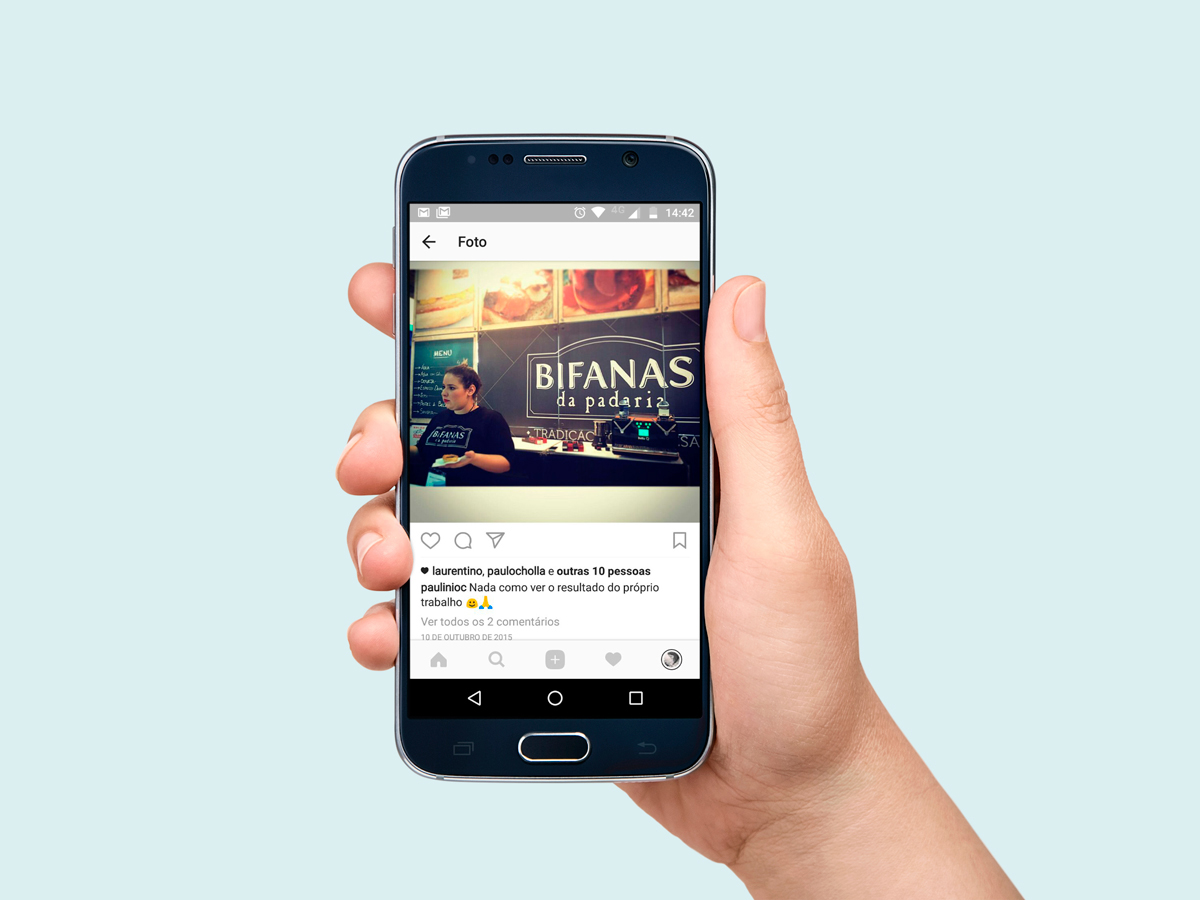 4G 14:42
Foto
MENU
BIFANAS
da padaria
• TRADIÇÃO
SA
BIFANAS
da padaria
laurentino, paulocholla e outras 10 pessoas
paulinioc Nada como ver o resultado do próprio
trabalho 😃🙏
Ver todos os 2 comentários
10 DE OUTUBRO DE 2015